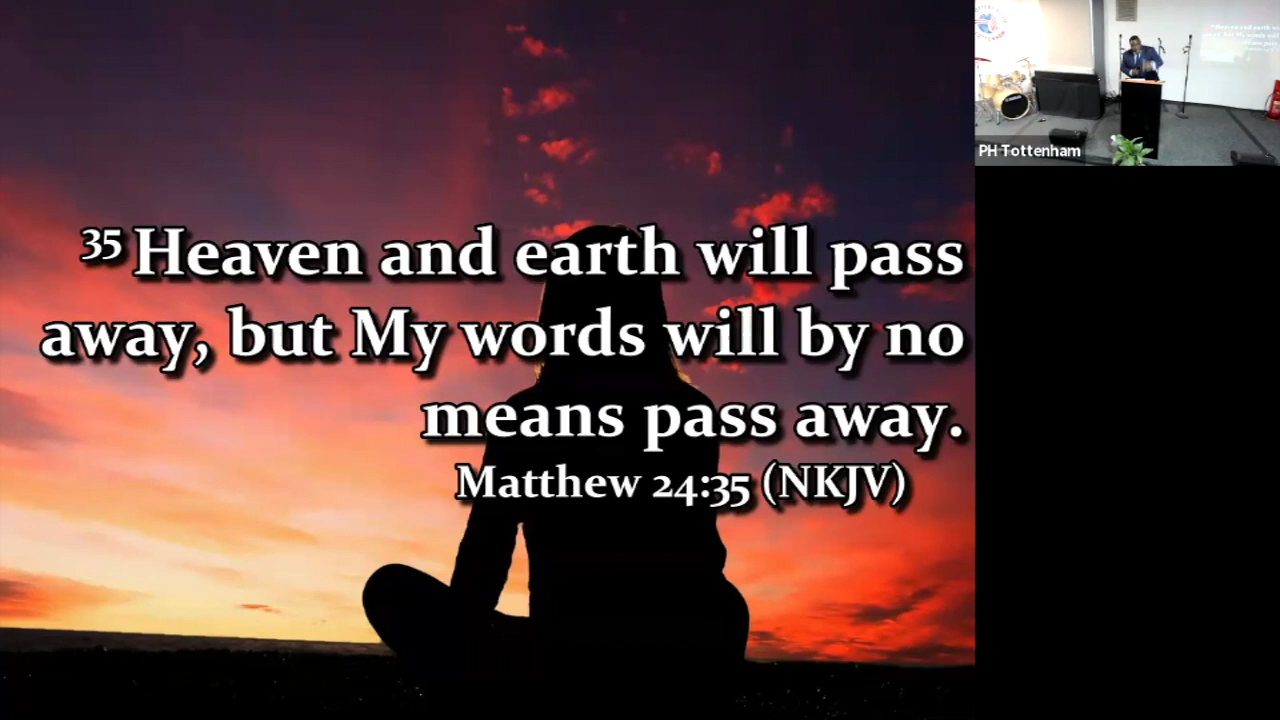 35 Heaven and earth will pass
away, but My words will by no
means pass away.
Matthew 24:35 (NKJV)
PH Tottenham